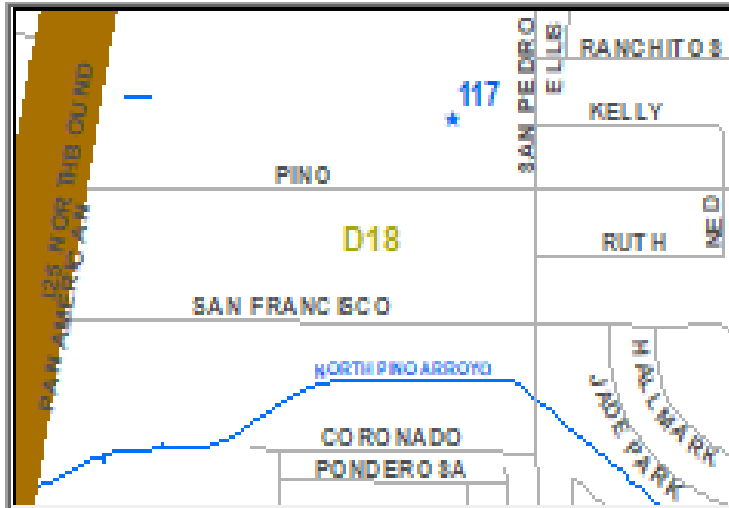 RANCHITOS
SAN PEDRO
ELLIS
117
KELLY
I25 NORTHBOUND
PAN AMERICAN
PINO
NED
D18
RUTH
SAN FRANCISCO
NORTH PINO ARROYO
HALLMARK
JADE PARK
CORONADO
PONDEROSA